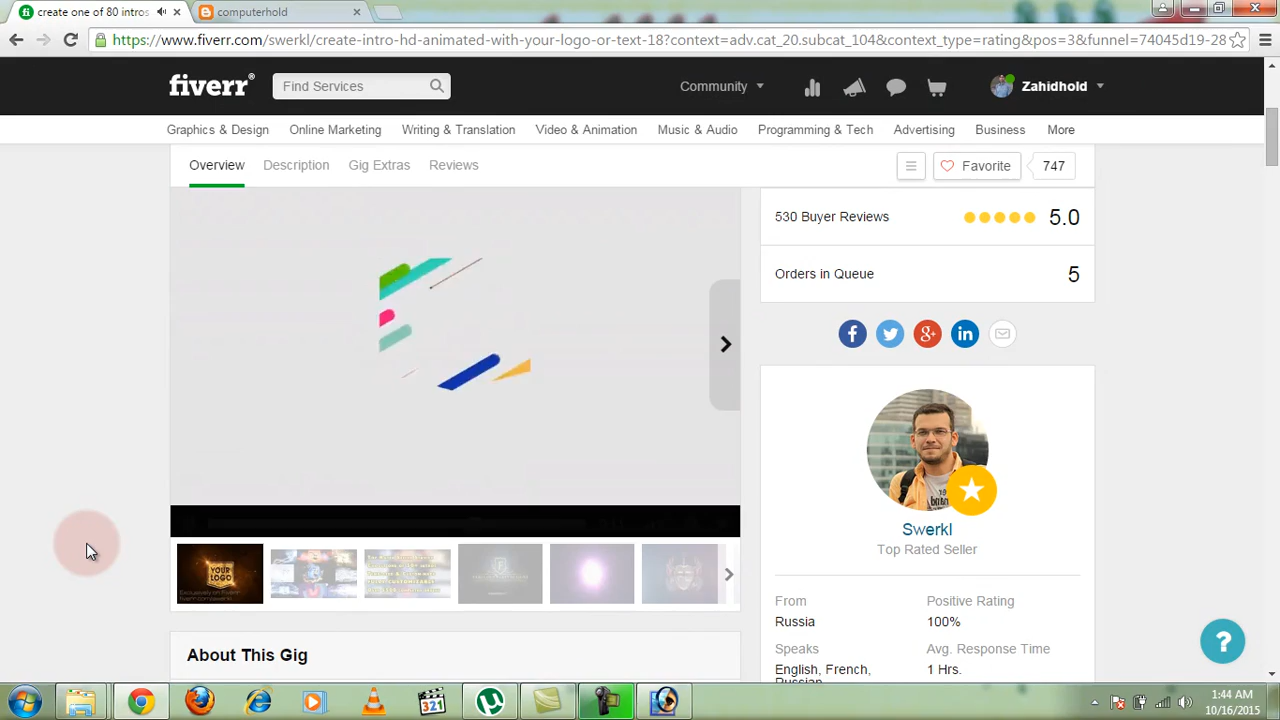 create one of 80 intros
computerhold
https://www.fiverr.com/swerkl/create-intro-hd-animated-with-your-logo-or-text-18?context=adv.cat_20.subcat_104&context_type=rating&pos=3&funnel=74045d19-28
fiverr®
Find Services
Community
Zahidhold
Graphics & Design
Online Marketing
Writing & Translation
Video & Animation
Music & Audio
Programming & Tech
Advertising
Business
More
Overview
Description
Gig Extras
Reviews
Favorite
747
530 Buyer Reviews
5.0
Orders in Queue
5
Swerkl
Top Rated Seller
YOUR
LOGO
From
Positive Rating
Russia
100%
Speaks
Avg. Response Time
English, French,
1 Hrs.
Russian
About This Gig
?
321
1:44 AM
10/16/2015